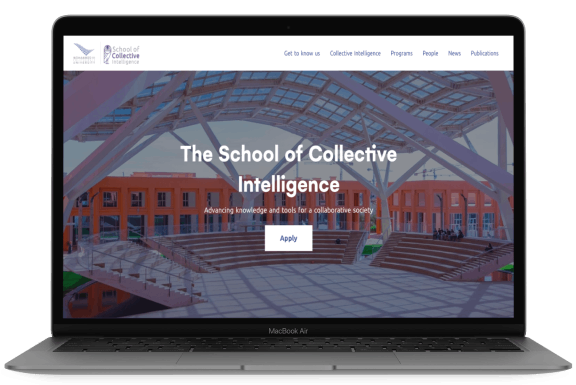 MOHAMMED VI
UNIVERSITY
School of
Collective
Intelligence
Get to know us
Collective Intelligence
Programs
People
News
Publications
The School of Collective
Intelligence
Advancing knowledge and tools for a collaborative society
Apply
MacBook Air